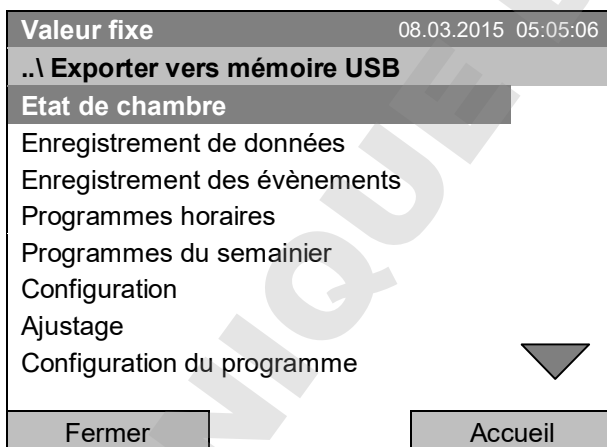 Valeur fixe 08.03.2015 05:05:06
..\ Exporter vers mémoire USB
Etat de chambre
Enregistrement de données
Enregistrement des évènements
Programmes horaires
Programmes du semainier
Configuration
Ajustage
Configuration du programme
Fermer Accueil